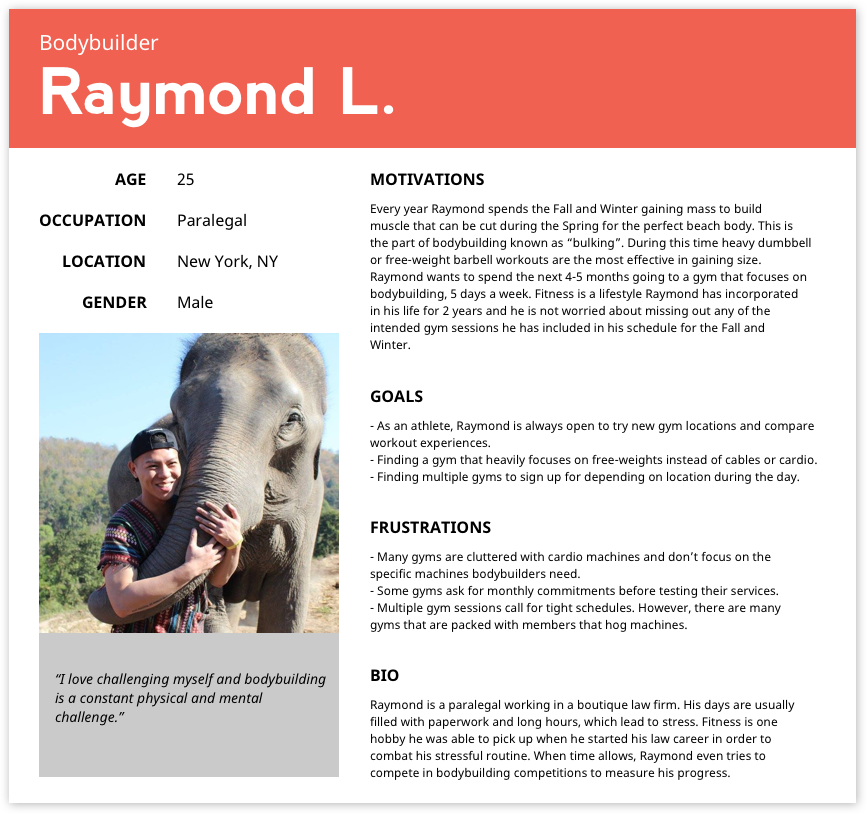 Bodybuilder
Raymond L.
AGE 25
OCCUPATION Paralegal
LOCATION New York, NY
GENDER Male
“I love challenging myself and bodybuilding
is a constant physical and mental
challenge.”
MOTIVATIONS
Every year Raymond spends the Fall and Winter gaining mass to build
muscle that can be cut during the Spring for the perfect beach body. This is
the part of bodybuilding known as “bulking”. During this time heavy dumbbell
or free-weight barbell workouts are the most effective in gaining size.
Raymond wants to spend the next 4-5 months going to a gym that focuses on
bodybuilding, 5 days a week. Fitness is a lifestyle Raymond has incorporated
in his life for 2 years and he is not worried about missing out any of the
intended gym sessions he has included in his schedule for the Fall and
Winter.
GOALS
- As an athlete, Raymond is always open to try new gym locations and compare
workout experiences.
- Finding a gym that heavily focuses on free-weights instead of cables or cardio.
- Finding multiple gyms to sign up for depending on location during the day.
FRUSTRATIONS
- Many gyms are cluttered with cardio machines and don’t focus on the
specific machines bodybuilders need.
- Some gyms ask for monthly commitments before testing their services.
- Multiple gym sessions call for tight schedules. However, there are many
gyms that are packed with members that hog machines.
BIO
Raymond is a paralegal working in a boutique law firm. His days are usually
filled with paperwork and long hours, which lead to stress. Fitness is one
hobby he was able to pick up when he started his law career in order to
combat his stressful routine. When time allows, Raymond even tries to
compete in bodybuilding competitions to measure his progress.